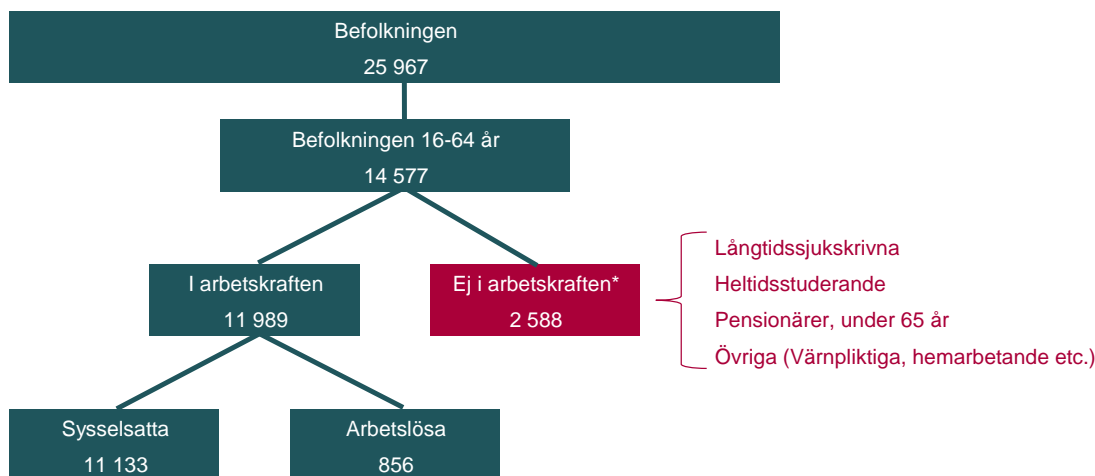 Befolkningen
25 967
Befolkningen 16-64 år
14 577
I arbetskraften
11 989
Ej i arbetskraften*
2 588
Långtidssjukskrivna
Heltidsstuderande
Pensionärer, under 65 år
Övriga (Värnpliktiga, hemarbetande etc.)
Sysselsatta
11 133
Arbetslösa
856